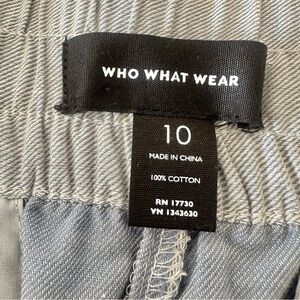 WHO WHAT WEAR
10
MADE IN CHINA
100% COTTON
RN 17730
VN 1343630